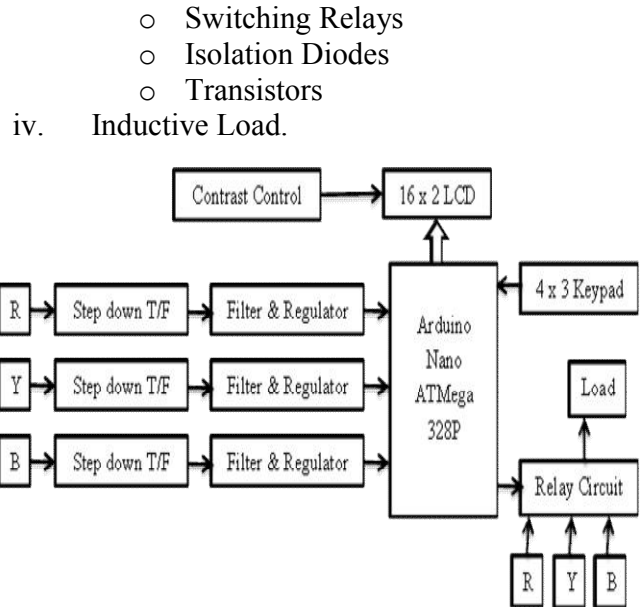 o Switching Relays
o Isolation Diodes
o Transistors
iv. Inductive Load.
Contrast Control
16 x 2 LCD
R
Step down T/F
Filter & Regulator
Y
Step down T/F
Filter & Regulator
B
Step down T/F
Filter & Regulator
Arduino
Nano
ATMega
328P
4 x 3 Keypad
Load
Relay Circuit
R
Y
B